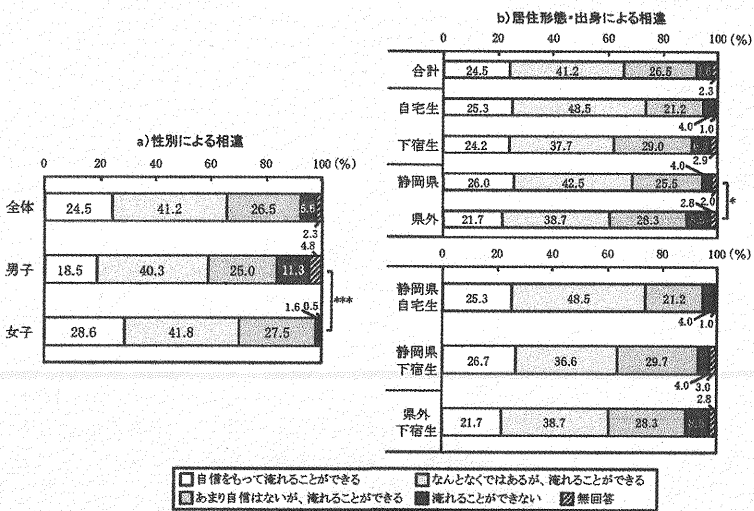 b)居住形態・出身による相違
0 20 40 60 80 100 (%)
合計 24.5 41.2 26.5
2.3
自宅生 25.3 48.5 21.2
4.0 1.0
下宿生 24.2 37.7 29.0
2.9
4.0
静岡県 26.0 42.5 25.5
2.8 2.0
*
県外 21.7 38.7 28.3
a)性別による相違
0 20 40 60 80 100 (%)
全体 24.5 41.2 26.5 5.6
2.3
4.8
男子 18.5 40.3 25.0 11.3
***
1.6 0.5
女子 28.6 41.8 27.5
0 20 40 60 80 100 (%)
静岡県
自宅生
25.3 48.5 21.2
4.0 1.0
静岡県
下宿生
26.7 36.6 29.7
4.0 3.0
2.8
県外
下宿生
21.7 38.7 28.3
自信をもって淹れることができる なんとなくではあるが、淹れることができる
あまり自信はないが、淹れることができる 淹れることができない 無回答